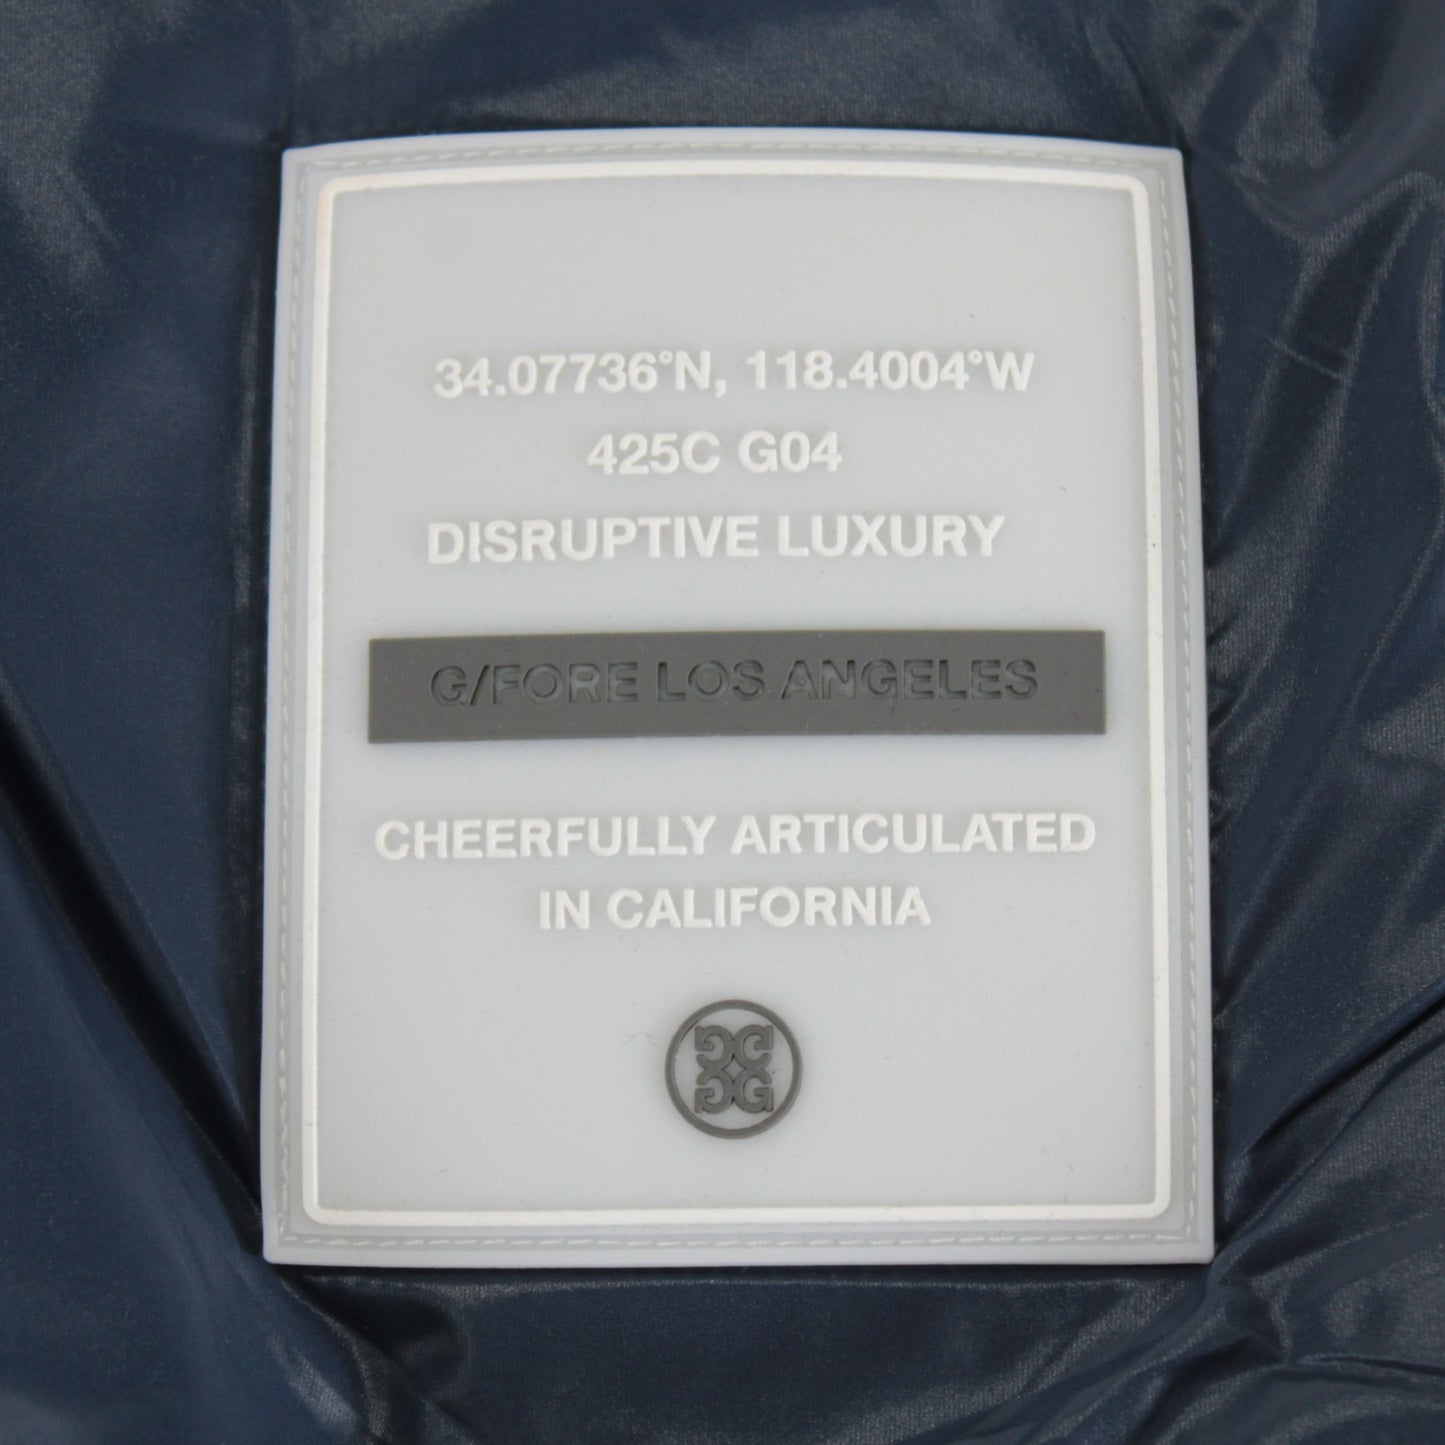 34.07736°N, 118.4004°W
425C G04
DISRUPTIVE LUXURY
G/FORE LOS ANGELES
CHEERFULLY ARTICULATED
IN CALIFORNIA